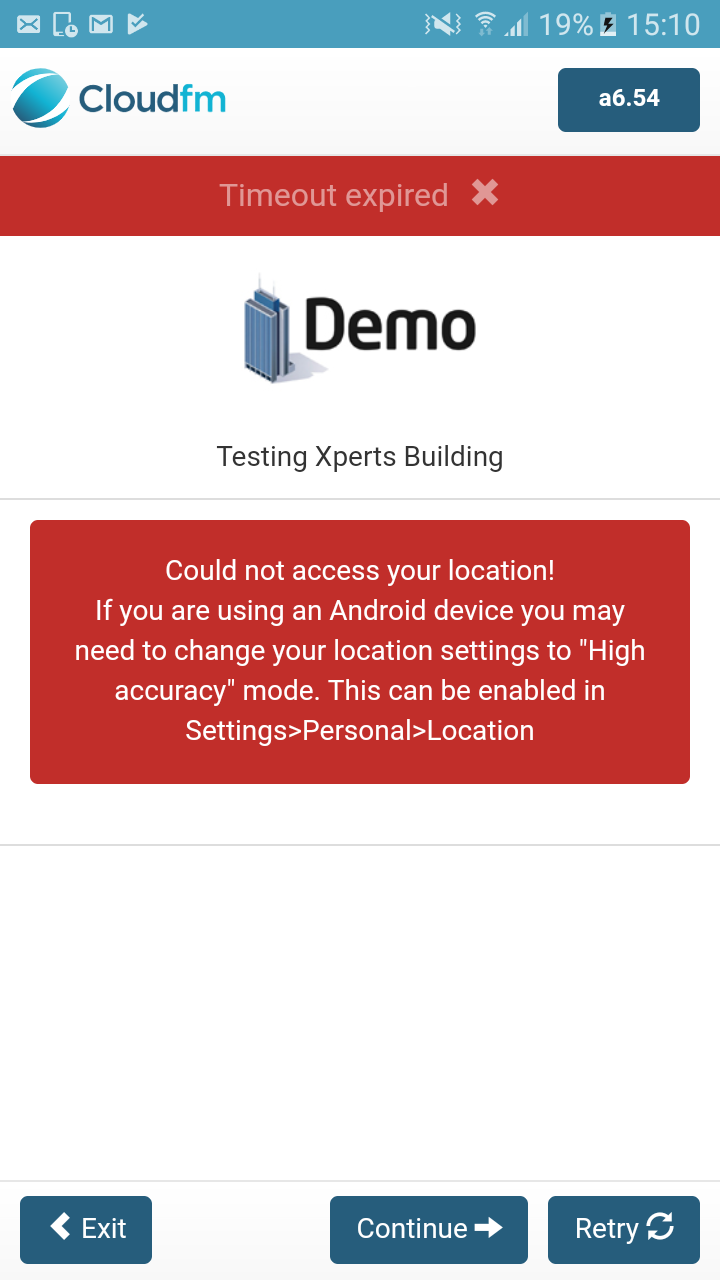 19% 15:10
Cloudfm
a6.54
Timeout expired
Demo
Testing Xperts Building
Could not access your location!
If you are using an Android device you may
need to change your location settings to "High
accuracy" mode. This can be enabled in
Settings>Personal>Location
Exit
Continue
Retry